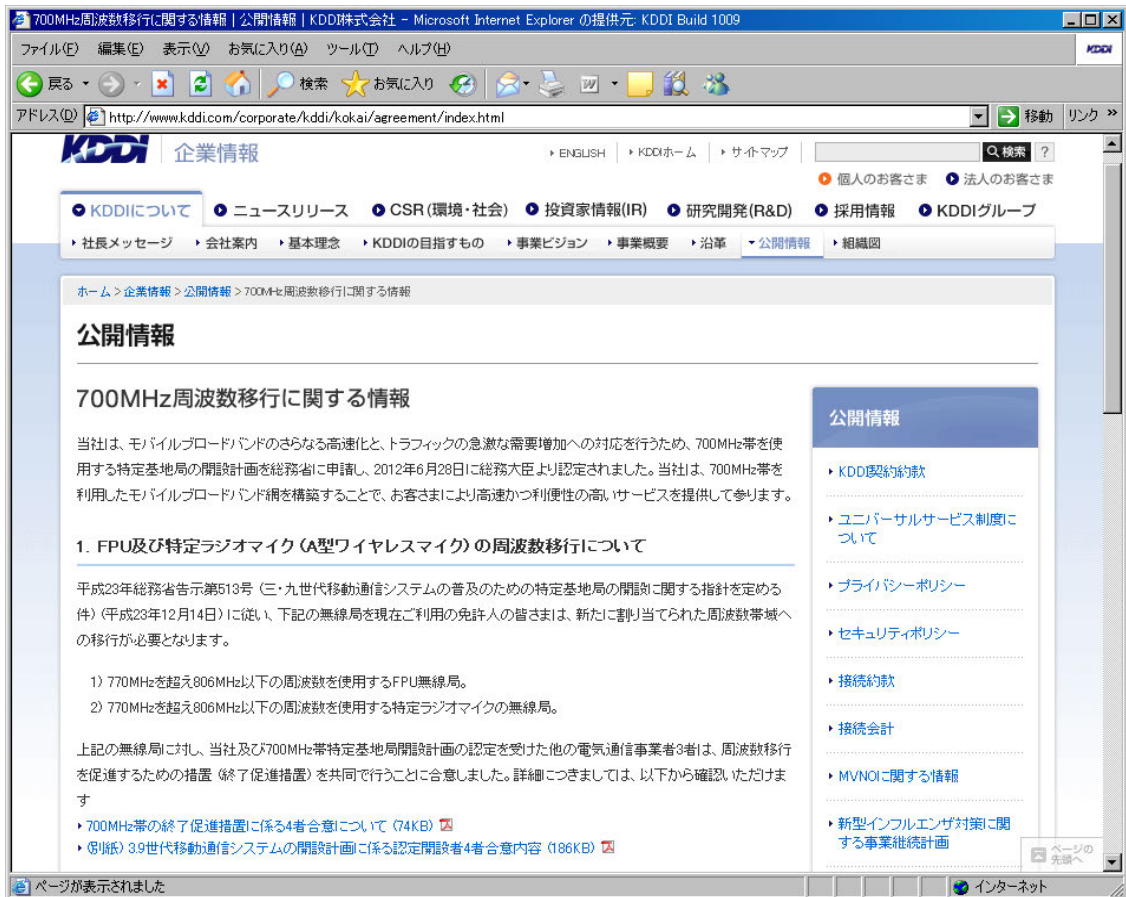 700MHz周波数移行に関する情報 | 公開情報 | KDDI株式会社 - Microsoft Internet Explorer の提供元: KDDI Build 1009
ファイル(F) 編集(E) 表示(V) お気に入り(A) ツール(T) ヘルプ(H)
KDDI
戻る 検索 お気に入り
アドレス(D) http://www.kddi.com/corporate/kddi/kokai/agreement/index.html 移動 リンク »
KDDI 企業情報 ENGLISH KDDIホーム サイトマップ 検索 ?
個人のお客さま 法人のお客さま
KDDIについて ニュースリリース CSR(環境・社会) 投資家情報(IR) 研究開発(R&D) 採用情報 KDDIグループ
社長メッセージ 会社案内 基本理念 KDDIの目指すもの 事業ビジョン 事業概要 沿革 公開情報 組織図
ホーム > 企業情報 > 公開情報 > 700MHz周波数移行に関する情報
公開情報
700MHz周波数移行に関する情報
当社は、モバイルブロードバンドのさらなる高速化と、トラフィックの急激な需要増加への対応を行うため、700MHz帯を使
用する特定基地局の開設計画を総務省に申請し、2012年6月28日に総務大臣より認定されました。当社は、700MHz帯を
利用したモバイルブロードバンド網を構築することで、お客さまにより高速かつ利便性の高いサービスを提供して参ります。
1. FPU及び特定ラジオマイク(A型ワイヤレスマイク)の周波数移行について
平成23年総務省告示第513号(三・九世代移動通信システムの普及のための特定基地局の開設に関する指針を定める
件)(平成23年12月14日)に従い、下記の無線局を現在ご利用の免許人の皆さまは、新たに割り当てられた周波数帯域へ
の移行が必要となります。
1) 770MHzを超え806MHz以下の周波数を使用するFPU無線局。
2) 770MHzを超え806MHz以下の周波数を使用する特定ラジオマイクの無線局。
上記の無線局に対し、当社及び700MHz帯特定基地局開設計画の認定を受けた他の電気通信事業者3者は、周波数移行
を促進するための措置(終了促進措置)を共同で行うことに合意しました。詳細につきましては、以下から確認いただけま
す
700MHz帯の終了促進措置に係る4者合意について (74KB)
(別紙) 3.9世代移動通信システムの開設計画に係る認定開設者4者合意内容 (186KB)
公開情報
KDDI契約約款
ユニバーサルサービス制度に
ついて
プライバシーポリシー
セキュリティポリシー
接続約款
接続会計
MVNOに関する情報
新型インフルエンザ対策に関
する事業継続計画
ページの
先頭へ
ページが表示されました インターネット